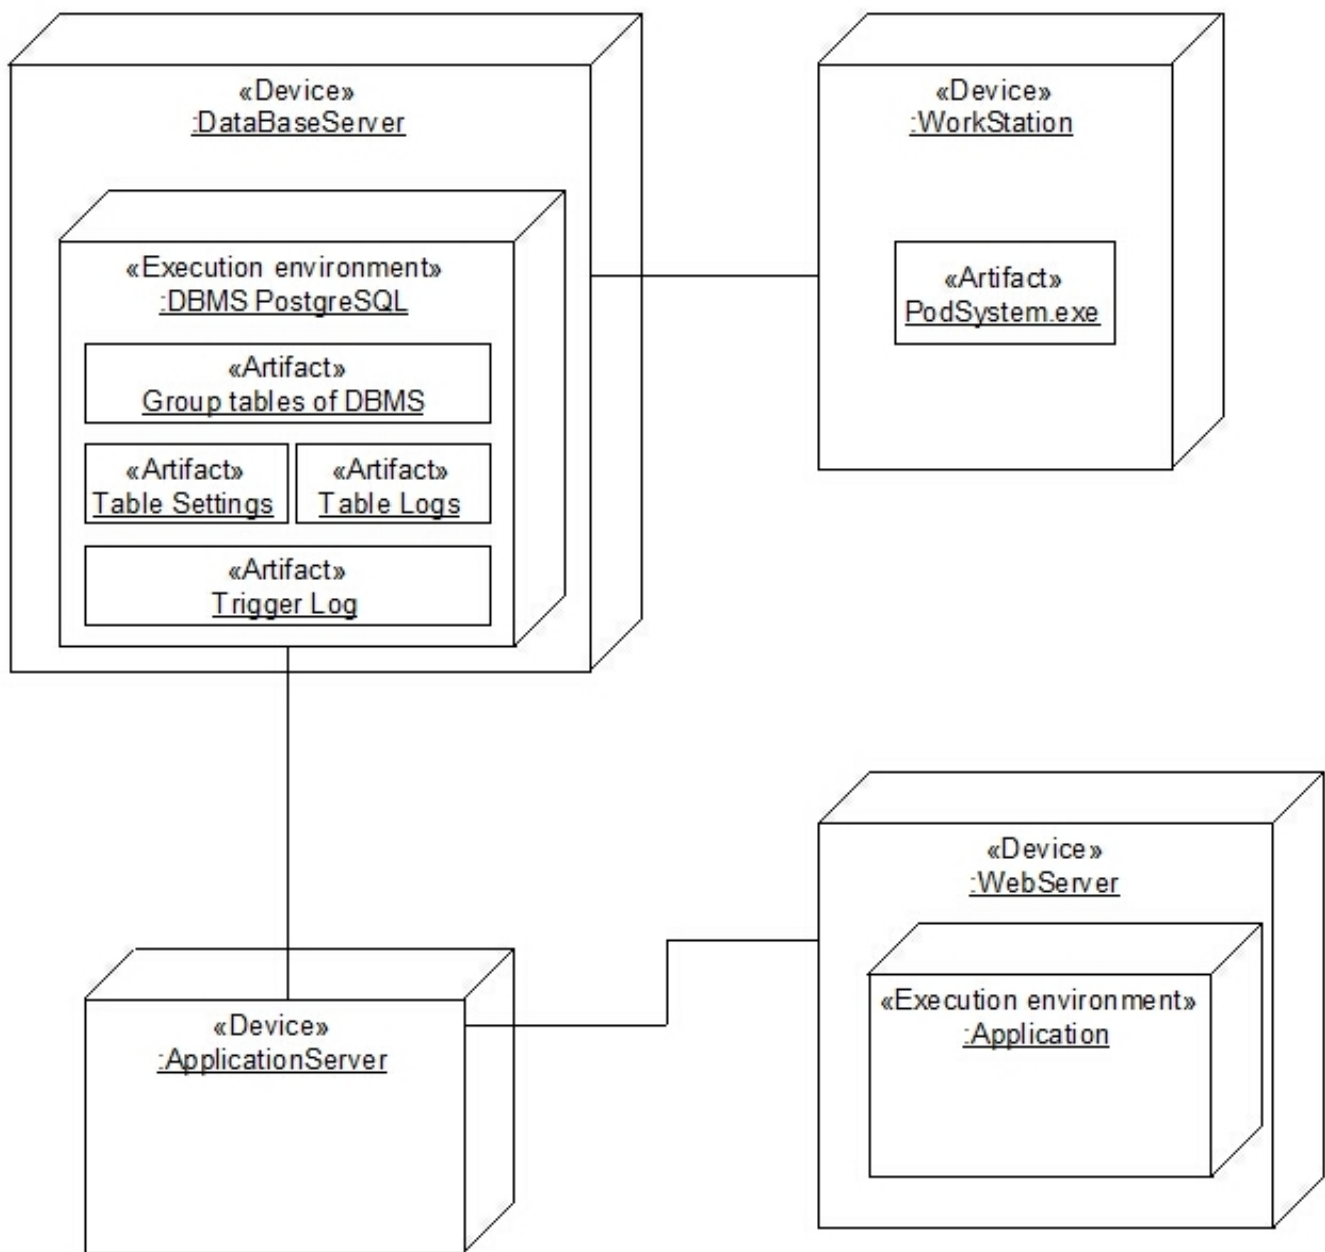 «Device»
:DataBaseServer
«Execution environment»
:DBMS PostgreSQL
«Artifact»
Group tables of DBMS
«Artifact»
Table Settings
«Artifact»
Table Logs
«Artifact»
Trigger Log
«Device»
:WorkStation
«Artifact»
PodSystem.exe
«Device»
:ApplicationServer
«Device»
:WebServer
«Execution environment»
:Application